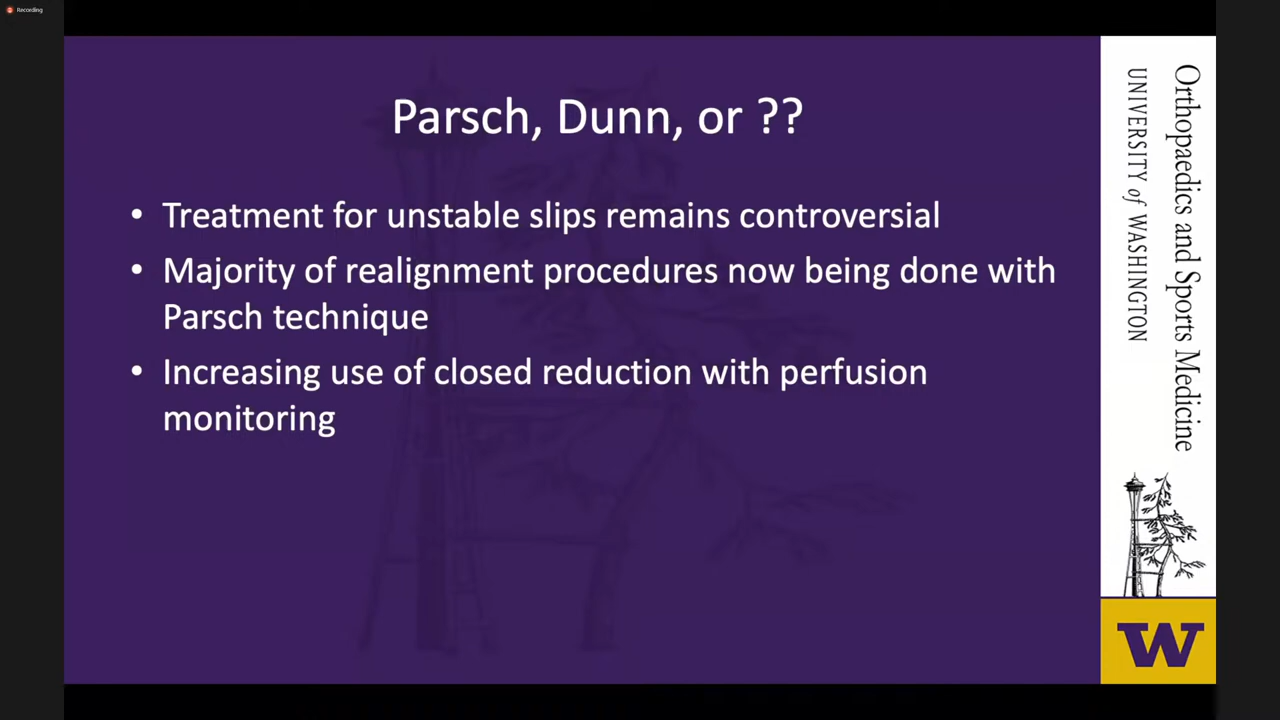 Recording
Parsch, Dunn, or ??
• Treatment for unstable slips remains controversial
• Majority of realignment procedures now being done with
Parsch technique
• Increasing use of closed reduction with perfusion
monitoring
Orthopaedics and Sports Medicine
UNIVERSITY of WASHINGTON
W